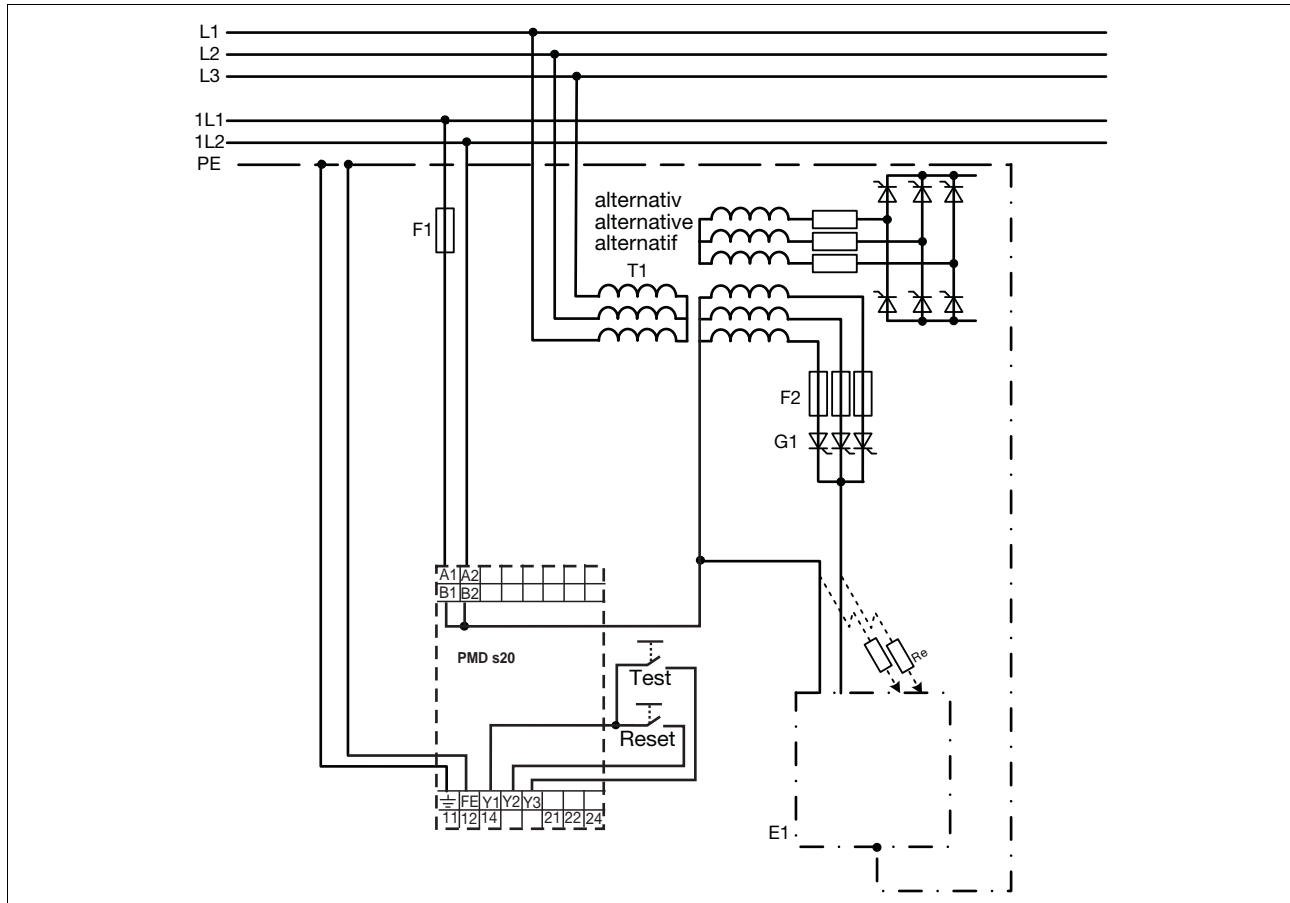 L1
L2
L3
1L1
1L2
PE
F1
alternativ
alternative
alternatif
T1
F2
G1
A1 A2
B1 B2
PMD s20
Test
Reset
Re
FE Y1 Y2 Y3
11 12 14 21 22 24
E1